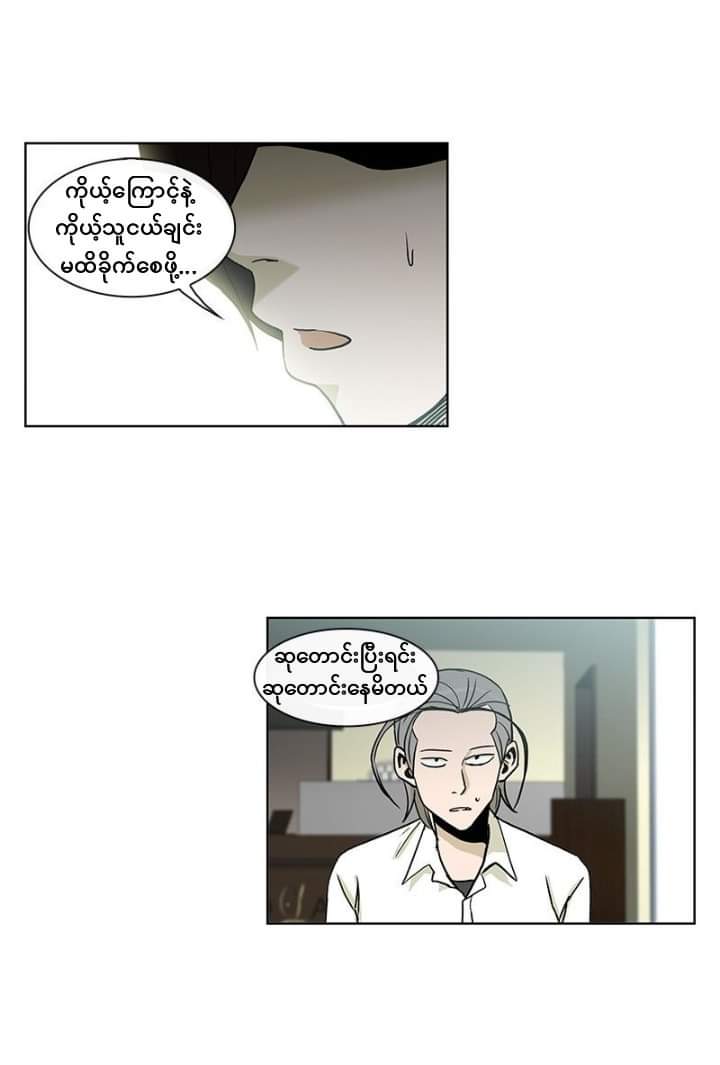 ကိုယ့်ကြောင့်နဲ့
ကိုယ့်သူငယ်ချင်း
မထိခိုက်စေဖို့...
ဆုတောင်းပြီးရင်း
ဆုတောင်းနေမိတယ်